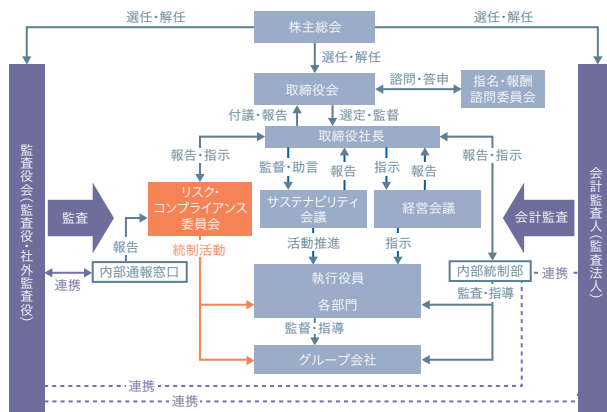 選任・解任
株主総会
選任・解任
選任・解任
取締役会
諮問・答申
指名・報酬
諮問委員会
付議・報告
選定・監督
取締役社長
報告・指示
監督・助言
報告
指示
報告
報告・指示
リスク・
コンプライアンス
委員会
サステナビリティ
会議
経営会議
監査役会(監査役・社外監査役)
監査
会計監査
会計監査人(監査法人)
報告
統制活動
活動推進
指示
内部通報窓口
連携
執行役員
各部門
内部統制部
連携
監査・指導
監督・指導
グループ会社
連携
連携